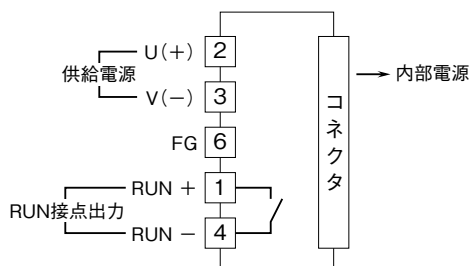 供給電源
U(+) 2
V(−) 3
FG 6
RUN接点出力
RUN + 1
RUN − 4
コネクタ
内部電源